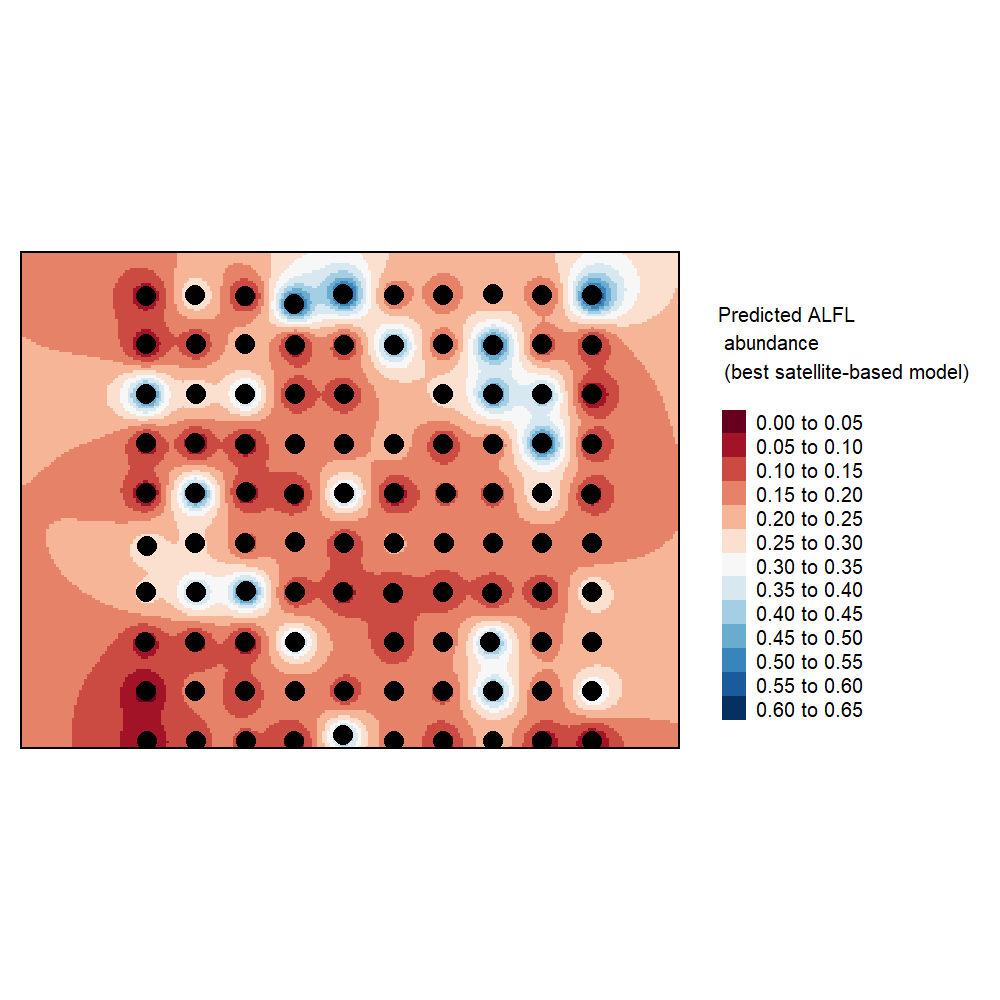 Predicted ALFL
abundance
(best satellite-based model)
0.00 to 0.05
0.05 to 0.10
0.10 to 0.15
0.15 to 0.20
0.20 to 0.25
0.25 to 0.30
0.30 to 0.35
0.35 to 0.40
0.40 to 0.45
0.45 to 0.50
0.50 to 0.55
0.55 to 0.60
0.60 to 0.65